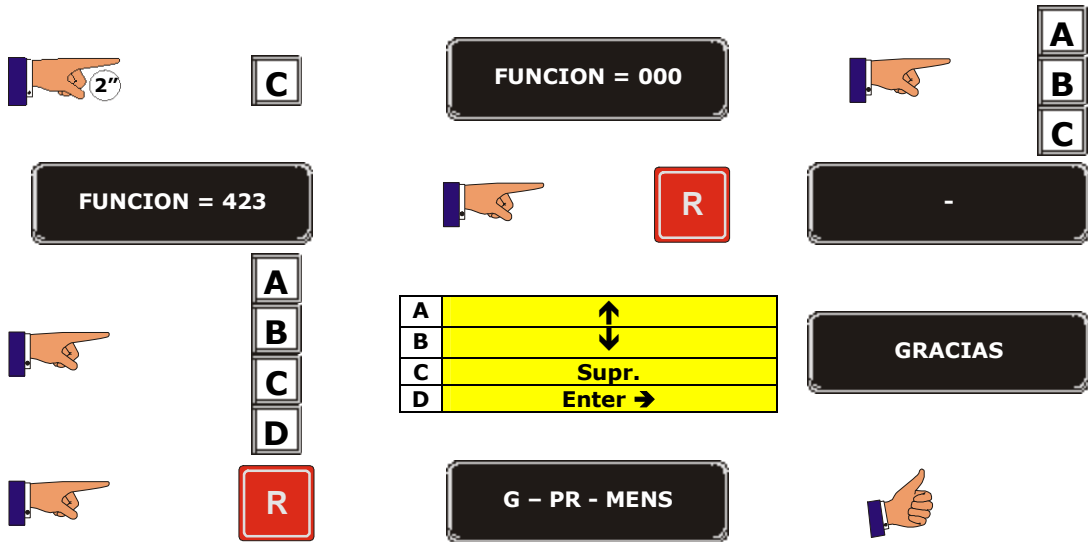 2”
C
FUNCION = 000
A
B
C
FUNCION = 423
R
-
A
B
C
D
A ↑
B ↓
C Supr.
D Enter ➔
GRACIAS
R
G – PR - MENS